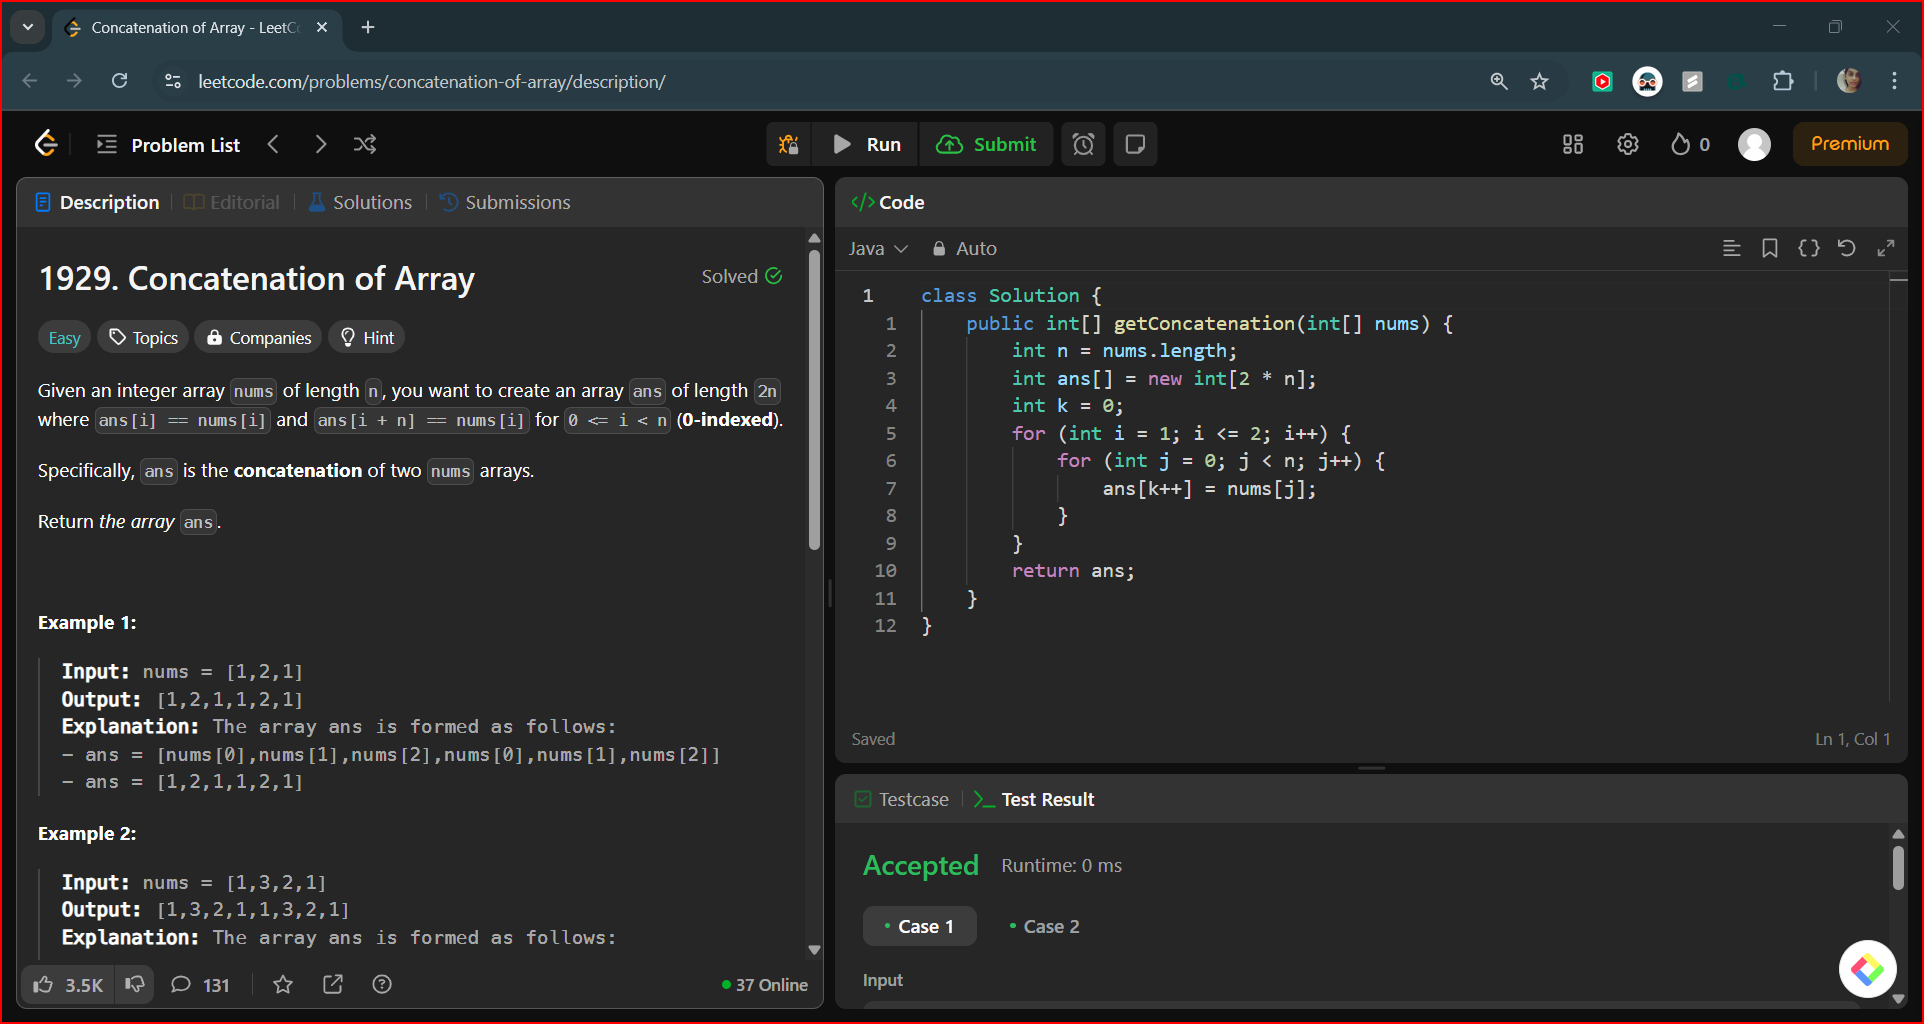 Concatenation of Array - LeetCo
leetcode.com/problems/concatenation-of-array/description/
Problem List
Run
Submit
0
Premium
Description
Editorial
Solutions
Submissions
1929. Concatenation of Array
Solved
Easy
Topics
Companies
Hint
Given an integer array nums of length n, you want to create an array ans of length 2n
where ans[i] == nums[i] and ans[i + n] == nums[i] for 0 <= i < n (0-indexed).
Specifically, ans is the concatenation of two nums arrays.
Return the array ans.
Example 1:
Input: nums = [1,2,1]
Output: [1,2,1,1,2,1]
Explanation: The array ans is formed as follows:
- ans = [nums[0],nums[1],nums[2],nums[0],nums[1],nums[2]]
- ans = [1,2,1,1,2,1]
Example 2:
Input: nums = [1,3,2,1]
Output: [1,3,2,1,1,3,2,1]
Explanation: The array ans is formed as follows:
3.5K
131
37 Online
</> Code
Java
Auto
1 class Solution {
1 public int[] getConcatenation(int[] nums) {
2 int n = nums.length;
3 int ans[] = new int[2 * n];
4 int k = 0;
5 for (int i = 1; i <= 2; i++) {
6 for (int j = 0; j < n; j++) {
7 ans[k++] = nums[j];
8 }
9 }
10 return ans;
11 }
12 }
Saved
Ln 1, Col 1
Testcase
Test Result
Accepted
Runtime: 0 ms
Case 1
Case 2
Input